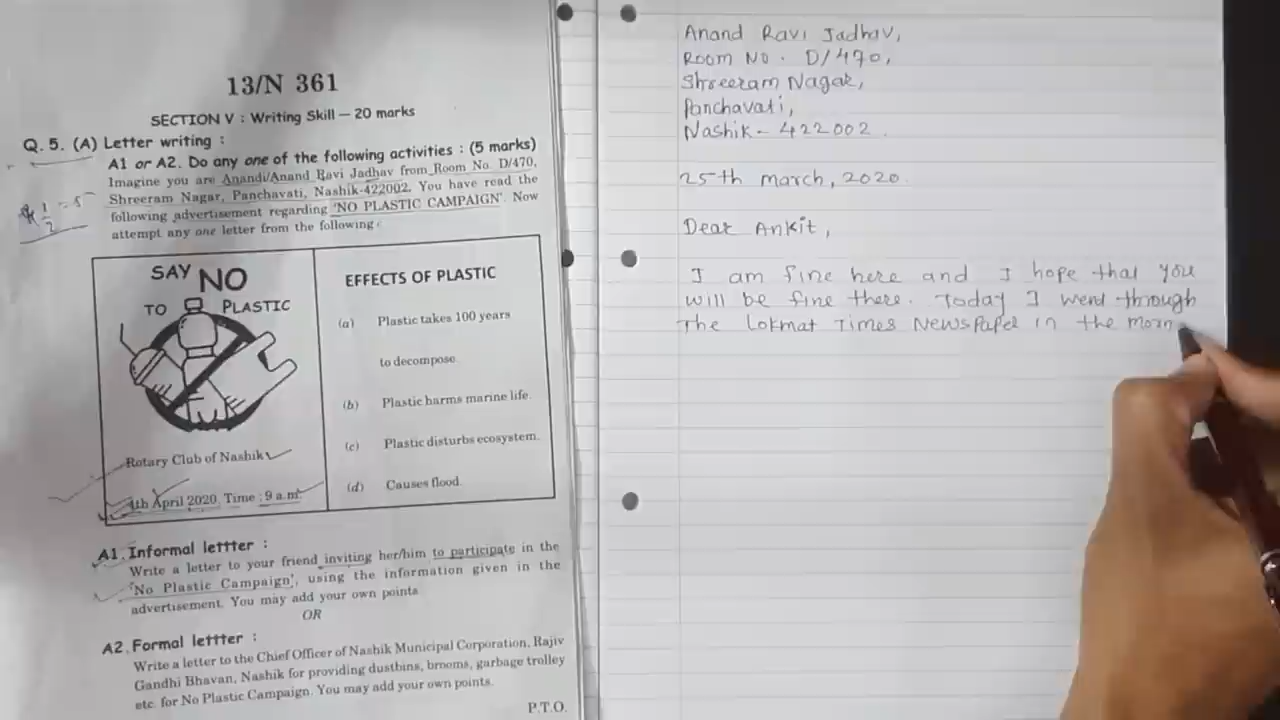 13/N 361
SECTION V : Writing Skill – 20 marks
Q. 5. (A) Letter writing :
A1 or A2. Do any one of the following activities : (5 marks)
Imagine you are Anandi/Anand Ravi Jadhav from Room No. D/470,
Shreeram Nagar, Panchavati, Nashik-422002. You have read the
following advertisement regarding 'NO PLASTIC CAMPAIGN'. Now
attempt any one letter from the following :
SAY NO
TO PLASTIC
Rotary Club of Nashik
4th April 2020, Time : 9 a.m.
EFFECTS OF PLASTIC
(a) Plastic takes 100 years
to decompose.
(b) Plastic harms marine life.
(c) Plastic disturbs ecosystem.
(d) Causes flood.
A1. Informal lettter :
Write a letter to your friend inviting her/him to participate in the
'No Plastic Campaign', using the information given in the
advertisement. You may add your own points
OR
A2. Formal lettter :
Write a letter to the Chief Officer of Nashik Municipal Corporation, Rajiv
Gandhi Bhavan, Nashik for providing dustbins, brooms, garbage trolley
etc. for No Plastic Campaign. You may add your own points.
P.T.O.
Anand Ravi Jadhav,
Room No. D/470,
Shreeram Nagar,
Panchavati,
Nashik - 422002.
25th march, 2020.
Dear Ankit,
I am fine here and I hope that you
will be fine there. Today I went through
The Lokmat Times Newspaper in the morn